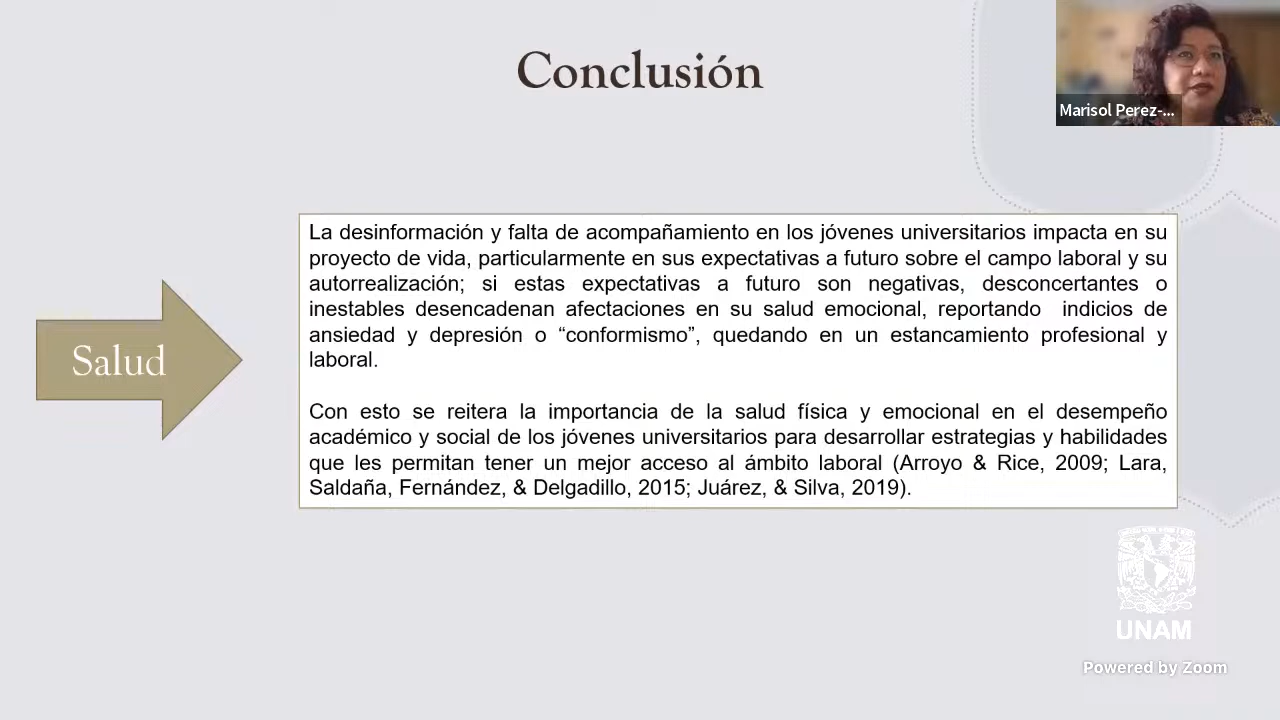 Conclusión
Marisol Perez-...
La desinformación y falta de acompañamiento en los jóvenes universitarios impacta en su
proyecto de vida, particularmente en sus expectativas a futuro sobre el campo laboral y su
autorrealización; si estas expectativas a futuro son negativas, desconcertantes o
inestables desencadenan afectaciones en su salud emocional, reportando indicios de
ansiedad y depresión o “conformismo”, quedando en un estancamiento profesional y
laboral.
Salud
Con esto se reitera la importancia de la salud física y emocional en el desempeño
académico y social de los jóvenes universitarios para desarrollar estrategias y habilidades
que les permitan tener un mejor acceso al ámbito laboral (Arroyo & Rice, 2009; Lara,
Saldaña, Fernández, & Delgadillo, 2015; Juárez, & Silva, 2019).
UNAM
Powered by Zoom